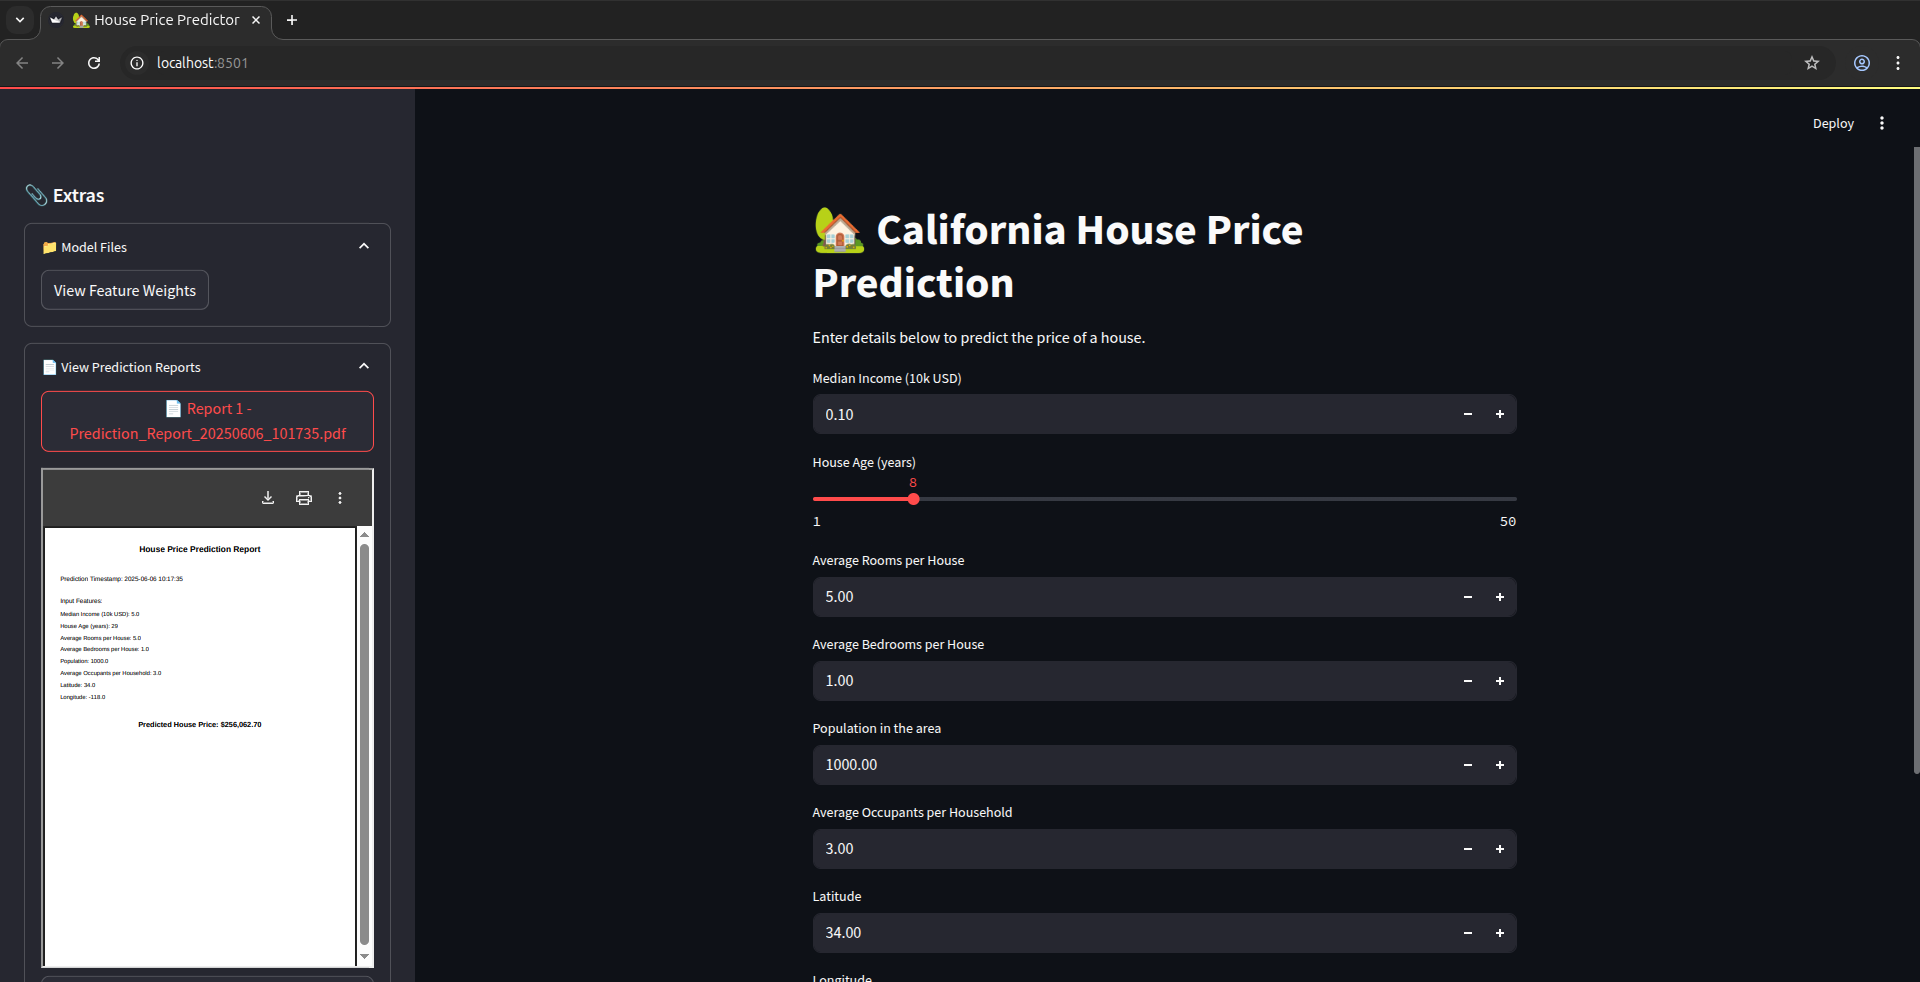 🏡 House Price Predictor
localhost:8501
Deploy
📎 Extras
📁 Model Files
View Feature Weights
📄 View Prediction Reports
📄 Report 1 -
Prediction_Report_20250606_101735.pdf
House Price Prediction Report
Prediction Timestamp: 2025-06-06 10:17:35
Input Features:
Median Income (10k USD): 5.0
House Age (years): 29
Average Rooms per House: 5.0
Average Bedrooms per House: 1.0
Population: 1000.0
Average Occupants per Household: 3.0
Latitude: 34.0
Longitude: -118.0
Predicted House Price: $256,062.70
🏡 California House Price
Prediction
Enter details below to predict the price of a house.
Median Income (10k USD)
0.10
House Age (years)
8
1 50
Average Rooms per House
5.00
Average Bedrooms per House
1.00
Population in the area
1000.00
Average Occupants per Household
3.00
Latitude
34.00
Longitude